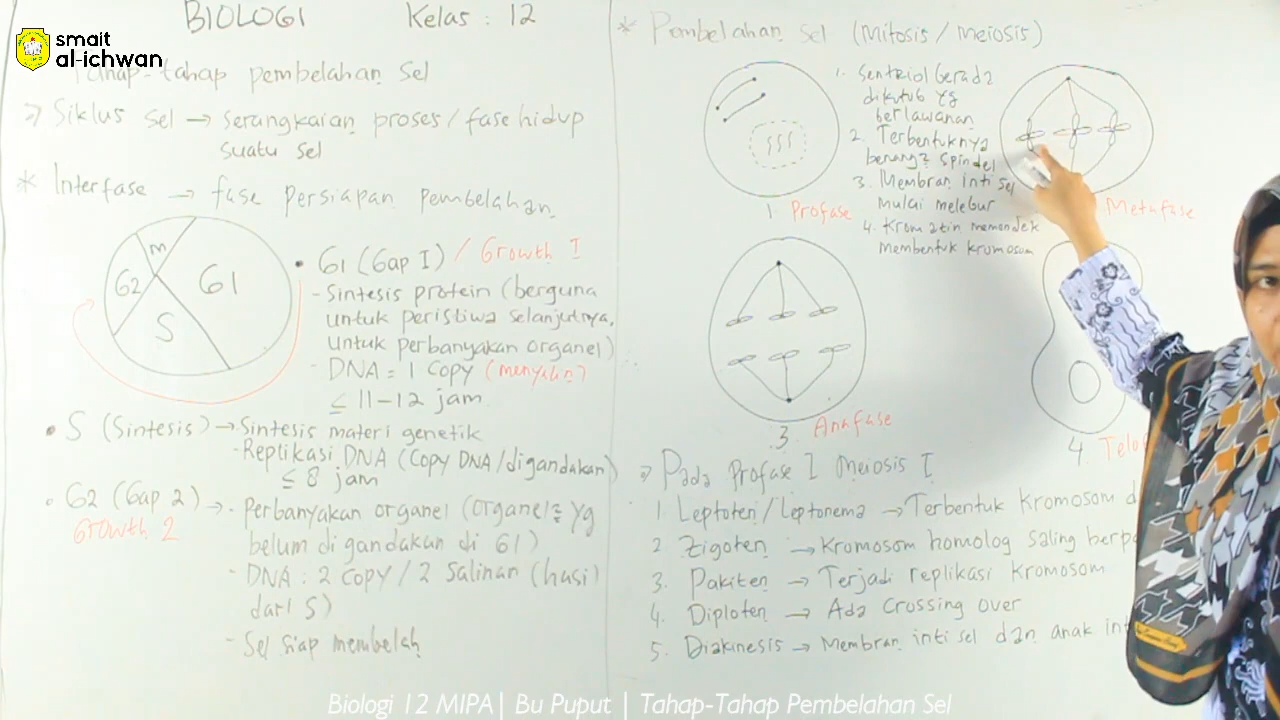 smait
al-ichwan
BIOLOGI Kelas : 12
Tahap-tahap pembelahan sel
=> Siklus sel → serangkaian proses/fase hidup
suatu sel
* Interfase → fase persiapan pembelahan
m
G2
G1
S
• G1 (Gap I) / Growth I
- Sintesis protein (berguna
untuk peristiwa selanjutnya,
untuk perbanyakan organel)
- DNA = 1 copy (menyalin)
≤ 11-12 jam
• S (Sintesis) → - Sintesis materi genetik
- Replikasi DNA (Copy DNA/digandakan)
≤ 8 jam
• G2 (Gap 2) → - Perbanyakan organel (organel² yg
Growth 2
belum digandakan di G1)
- DNA : 2 copy / 2 salinan (hasil
dari S)
- Sel siap membelah
* Pembelahan sel (Mitosis / Meiosis)
1. Sentriol berada
dikutub yg
berlawanan
2. Terbentuknya
benang² spindel
3. Membran inti sel
mulai melebur
4. Kromatin memendek
membentuk kromosom
1. Profase
Metafase
3. Anafase
4.
=> Pada Profase I Meiosis I
1 Leptoten/Leptonema → Terbentuk Kromosom
2 Zigoten → Kromosom homolog saling
3. Pakiten → Terjadi replikasi kromosom
4. Diploten → Ada crossing over
5. Diakinesis → Membran inti sel dan anak
Biologi 12 MIPA| Bu Puput | Tahap-Tahap Pembelahan Sel